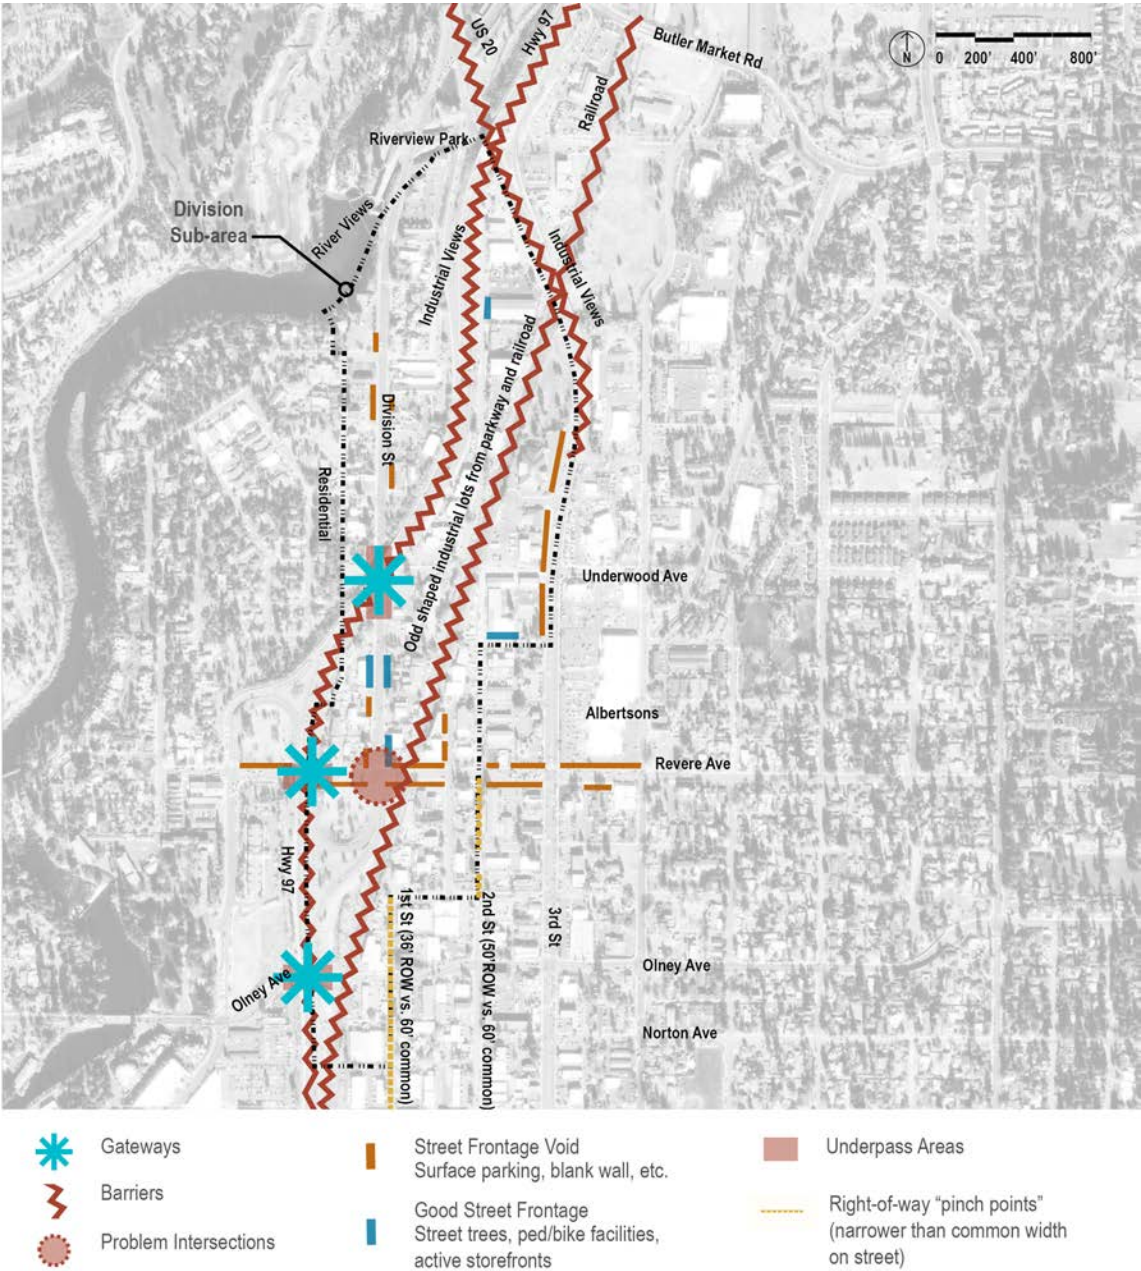 US 20
Hwy 97
Butler Market Rd
N
0 200' 400' 800'
Railroad
Riverview Park
Division
Sub-area
River Views
Industrial Views
Industrial Views
Odd shaped industrial lots from parkway and railroad
Division St
Residential
Underwood Ave
Albertsons
Revere Ave
Hwy 97
1st St (36' ROW vs. 60' common)
2nd St (50'ROW vs. 60' common)
3rd St
Olney Ave
Olney Ave
Norton Ave
Gateways
Barriers
Problem Intersections
Street Frontage Void
Surface parking, blank wall, etc.
Good Street Frontage
Street trees, ped/bike facilities,
active storefronts
Underpass Areas
Right-of-way “pinch points”
(narrower than common width
on street)